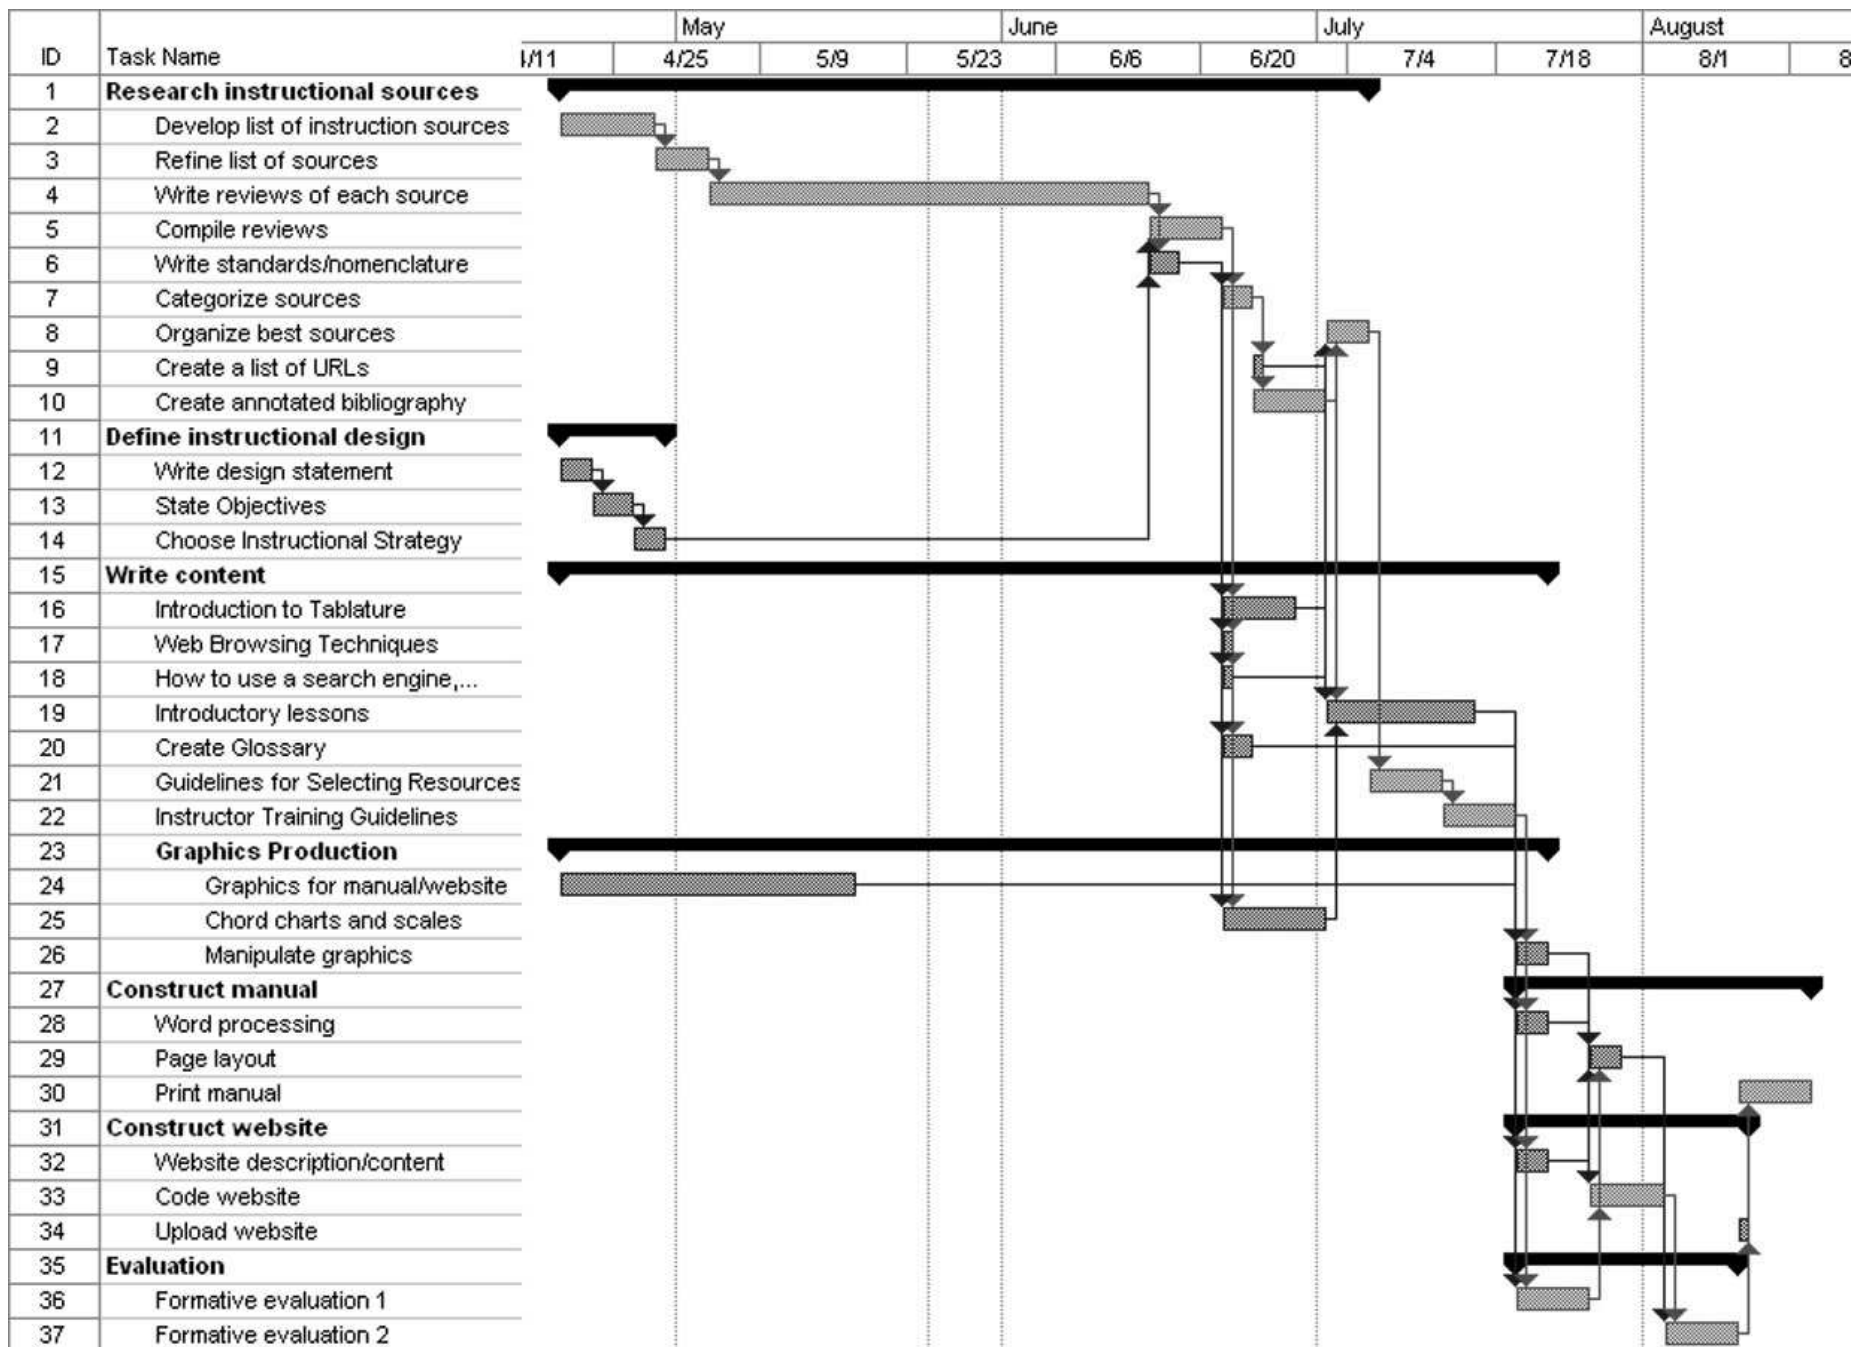 May June July August
ID Task Name 1/11 4/25 5/9 5/23 6/6 6/20 7/4 7/18 8/1 8
1 Research instructional sources
2 Develop list of instruction sources
3 Refine list of sources
4 Write reviews of each source
5 Compile reviews
6 Write standards/nomenclature
7 Categorize sources
8 Organize best sources
9 Create a list of URLs
10 Create annotated bibliography
11 Define instructional design
12 Write design statement
13 State Objectives
14 Choose Instructional Strategy
15 Write content
16 Introduction to Tablature
17 Web Browsing Techniques
18 How to use a search engine,...
19 Introductory lessons
20 Create Glossary
21 Guidelines for Selecting Resources
22 Instructor Training Guidelines
23 Graphics Production
24 Graphics for manual/website
25 Chord charts and scales
26 Manipulate graphics
27 Construct manual
28 Word processing
29 Page layout
30 Print manual
31 Construct website
32 Website description/content
33 Code website
34 Upload website
35 Evaluation
36 Formative evaluation 1
37 Formative evaluation 2